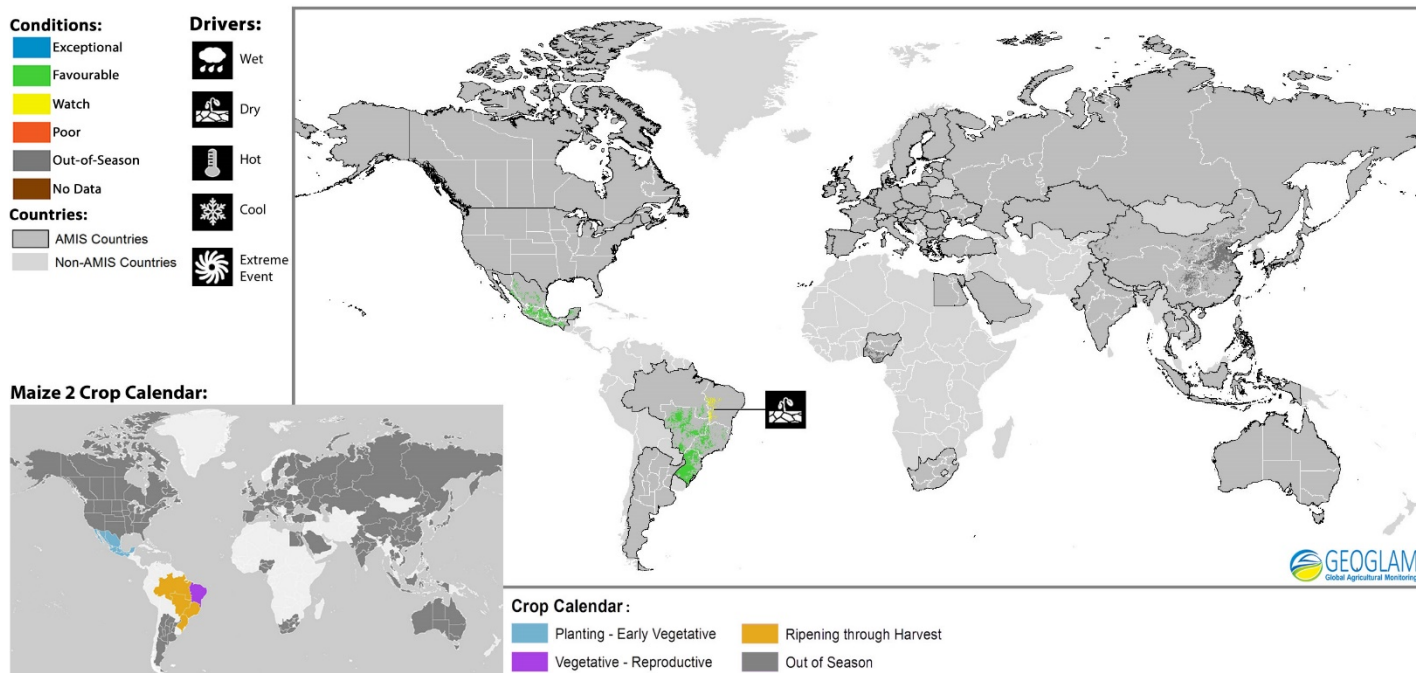 Conditions:
Exceptional
Favourable
Watch
Poor
Out-of-Season
No Data
Countries:
AMIS Countries
Non-AMIS Countries
Drivers:
Wet
Dry
Hot
Cool
Extreme
Event
Maize 2 Crop Calendar:
GEOGLAM
Global Agricultural Monitoring
Crop Calendar :
Planting - Early Vegetative
Ripening through Harvest
Vegetative - Reproductive
Out of Season